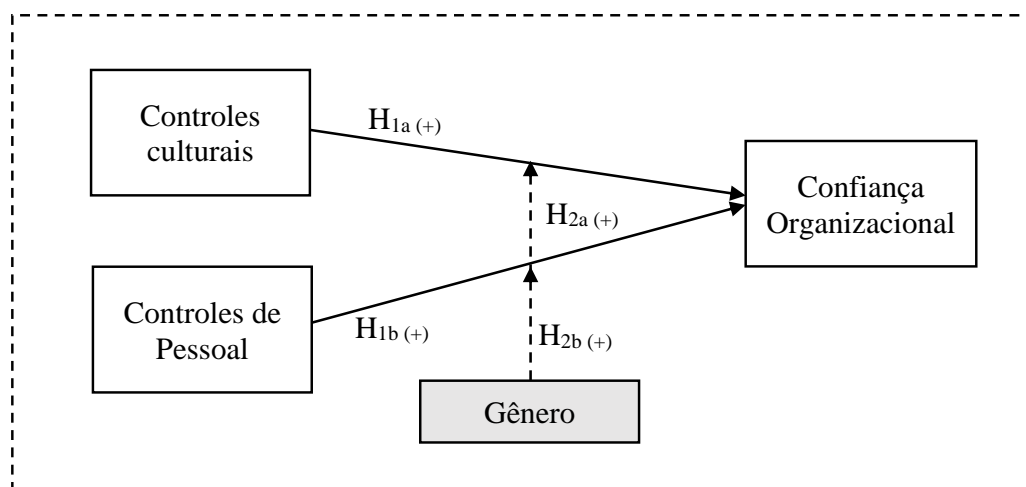 Controles
culturais
H1a (+)
Confiança
Organizacional
H2a (+)
Controles de
Pessoal
H1b (+)
H2b (+)
Gênero